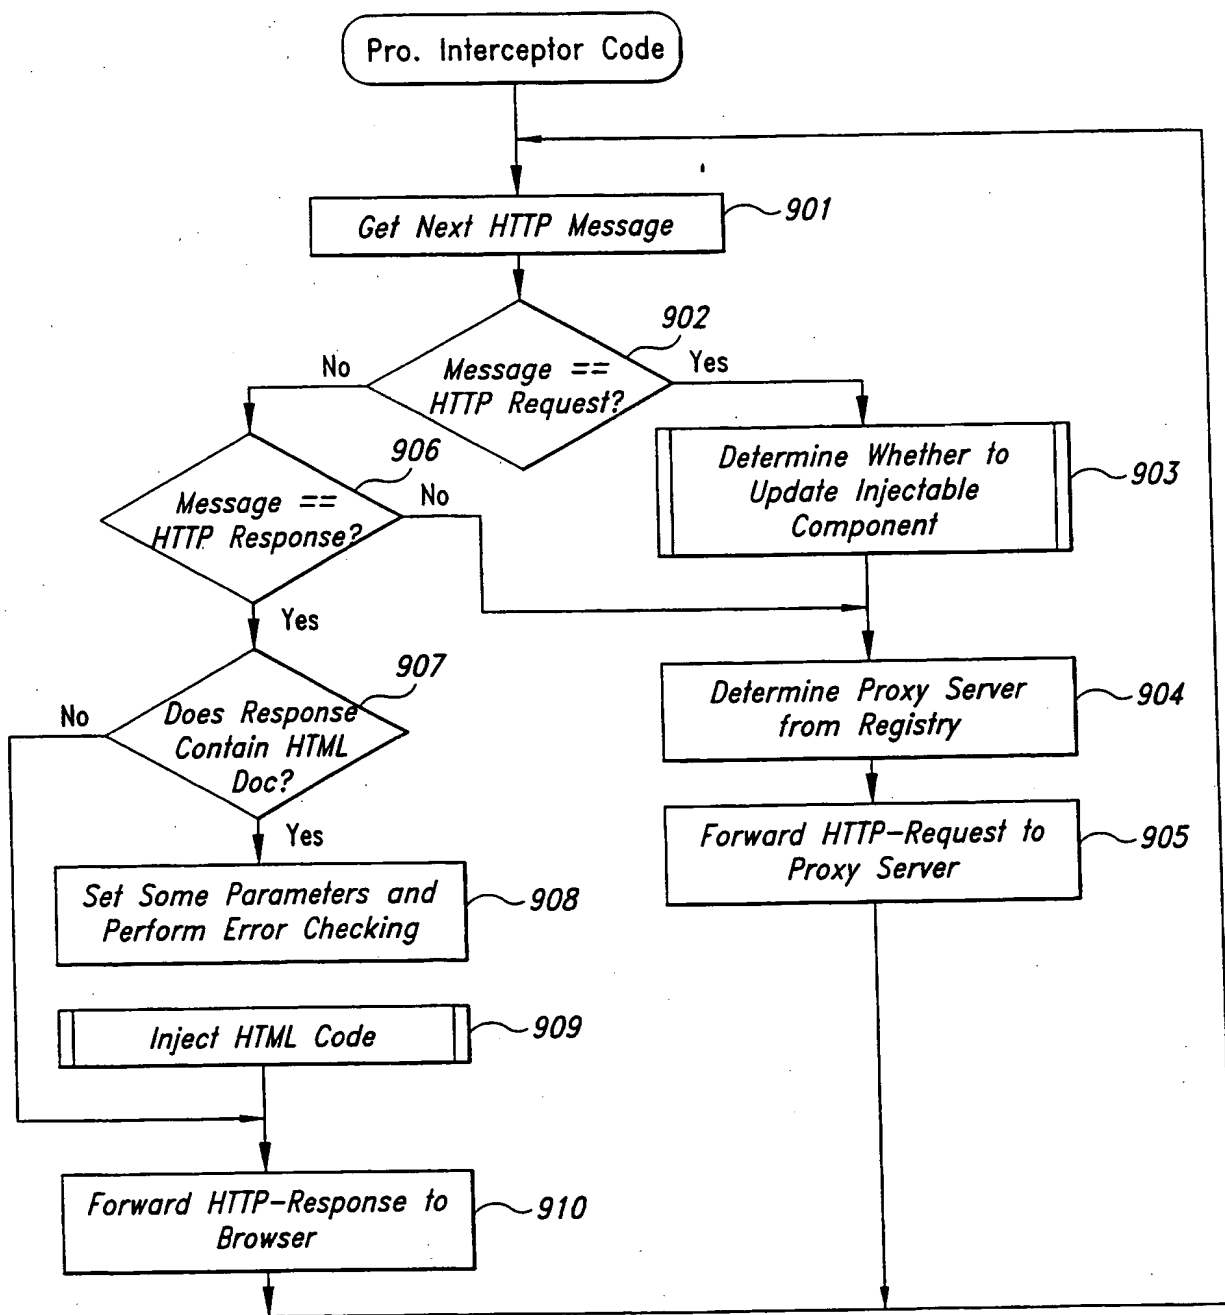 Pro. Interceptor Code
Get Next HTTP Message
901
902
No
Message ==
HTTP Request?
Yes
906
Message ==
HTTP Response?
No
Determine Whether to
Update Injectable
Component
903
Yes
907
No
Does Response
Contain HTML
Doc?
Determine Proxy Server
from Registry
904
Yes
Forward HTTP-Request to
Proxy Server
905
Set Some Parameters and
Perform Error Checking
908
Inject HTML Code
909
Forward HTTP-Response to
Browser
910